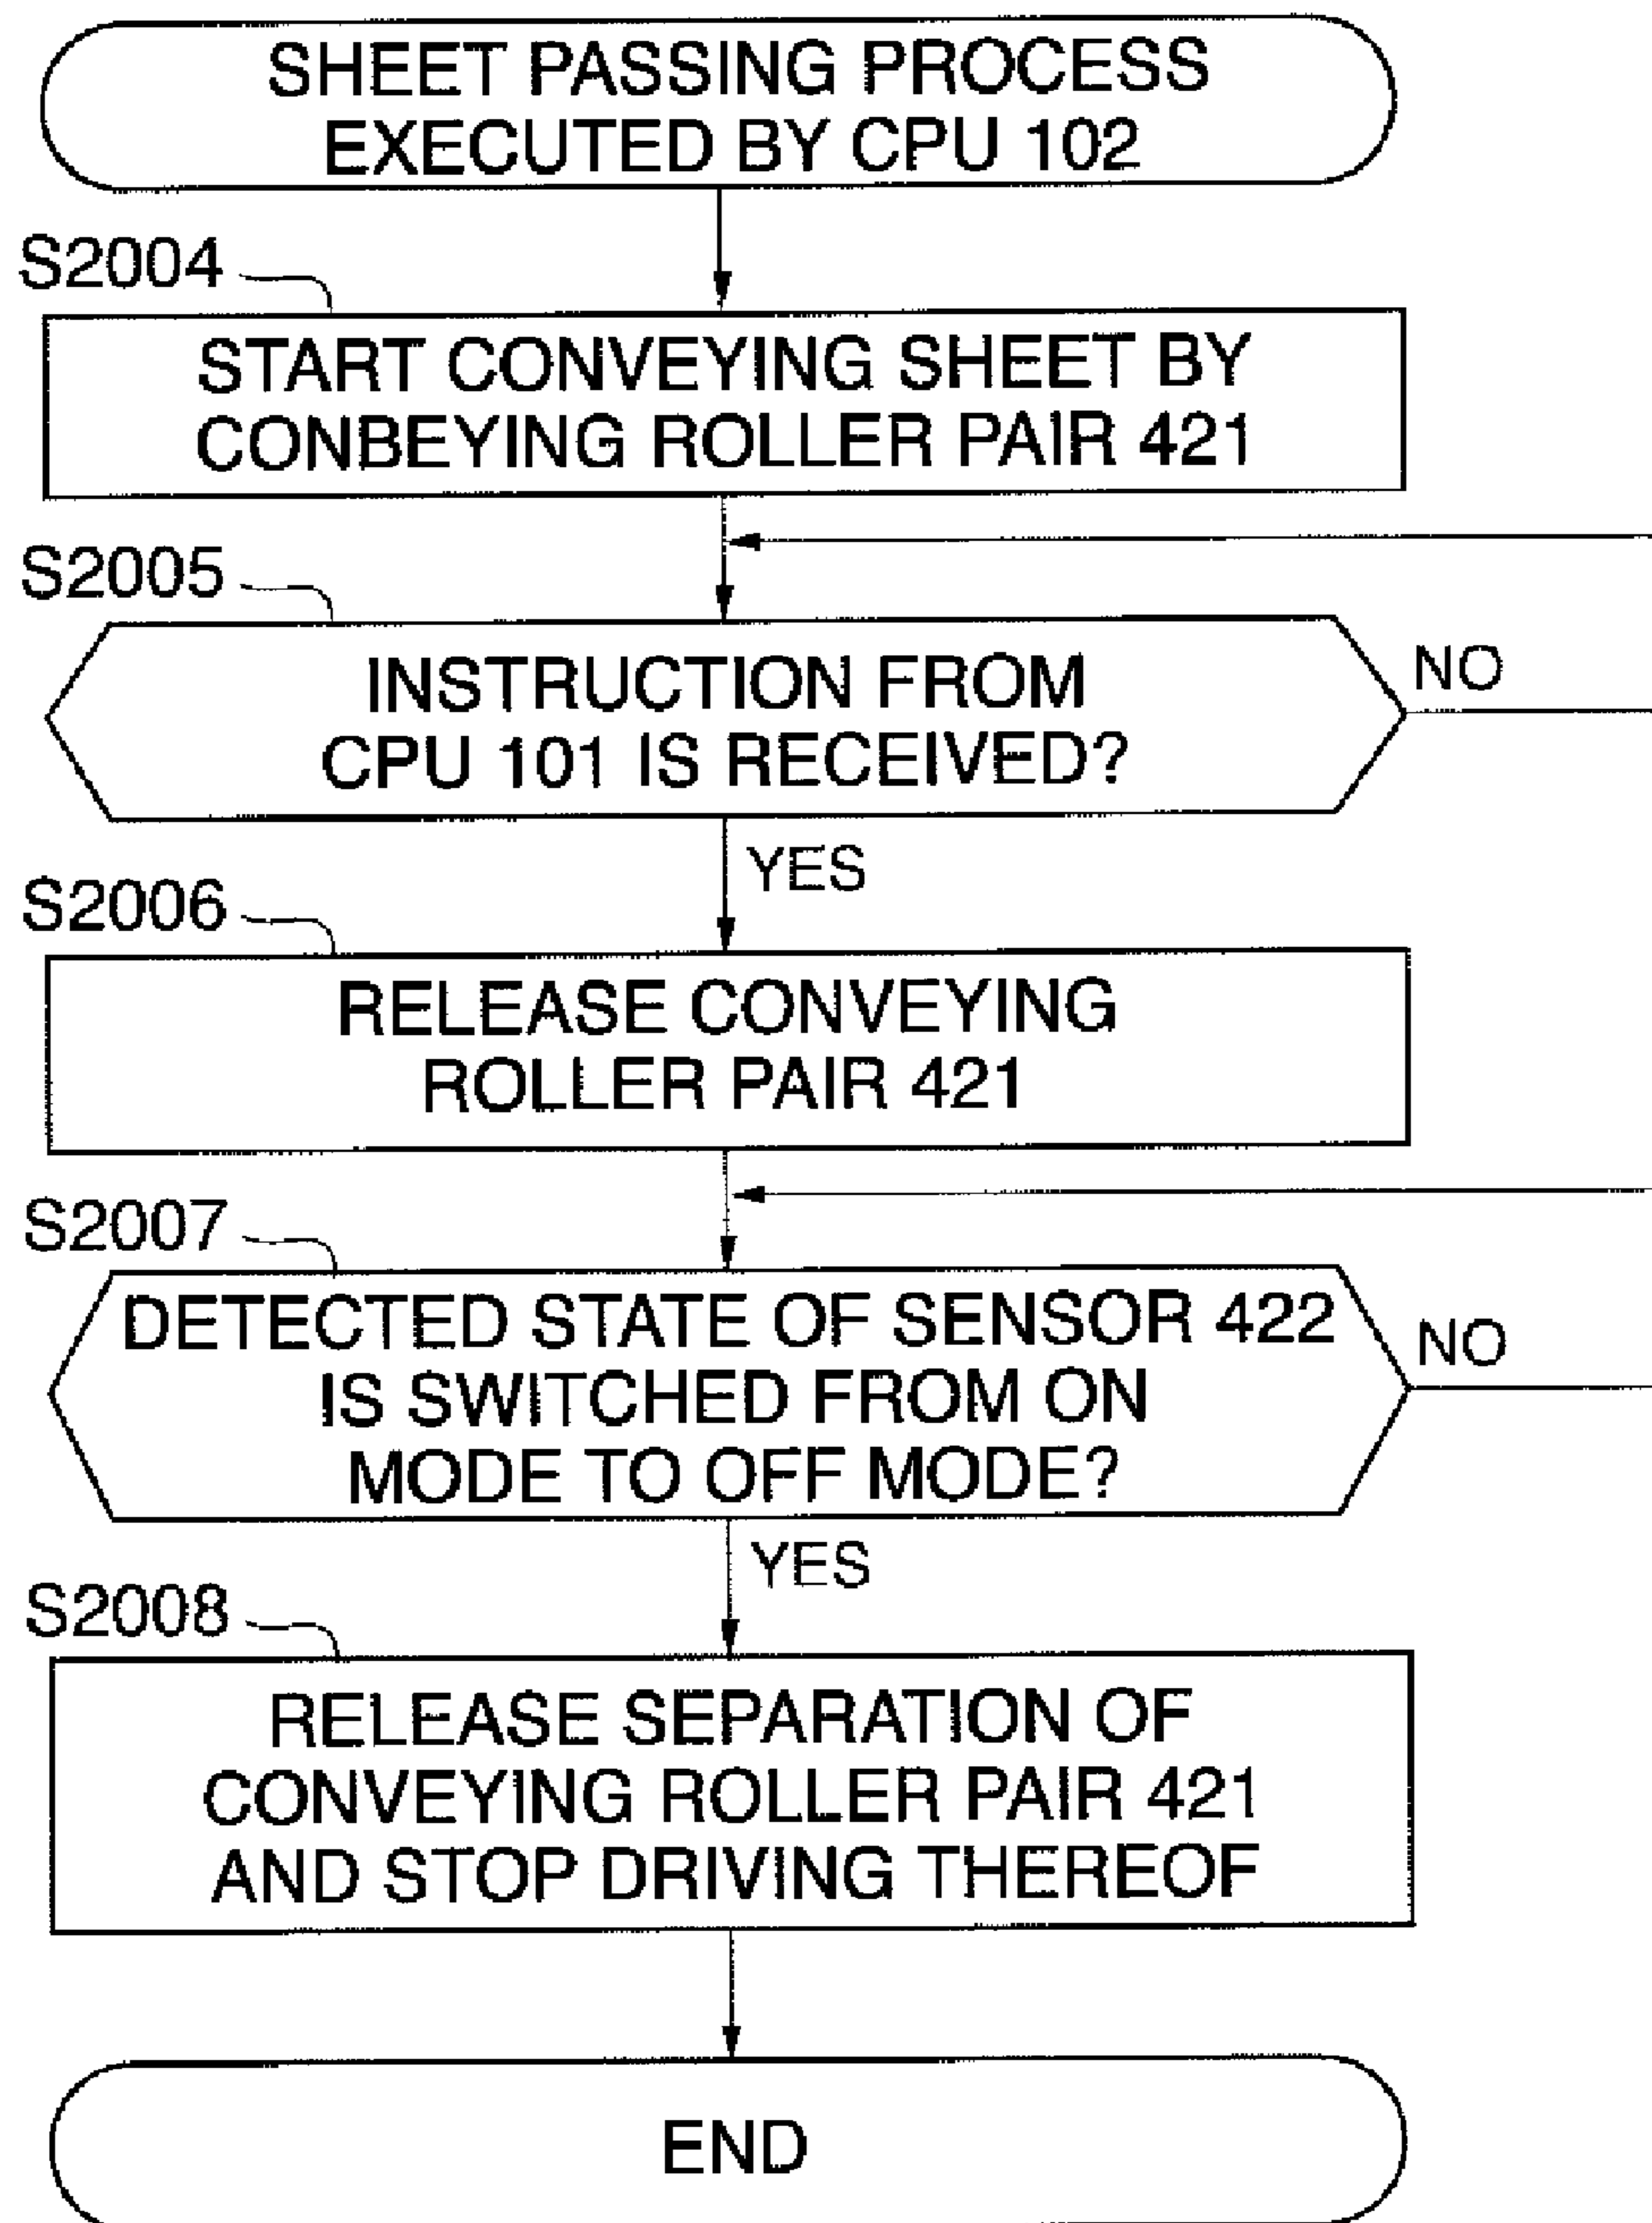 SHEET PASSING PROCESS
EXECUTED BY CPU 102
S2004
START CONVEYING SHEET BY
CONBEYING ROLLER PAIR 421
S2005
INSTRUCTION FROM
CPU 101 IS RECEIVED?
NO
YES
S2006
RELEASE CONVEYING
ROLLER PAIR 421
S2007
DETECTED STATE OF SENSOR 422
IS SWITCHED FROM ON
MODE TO OFF MODE?
NO
YES
S2008
RELEASE SEPARATION OF
CONVEYING ROLLER PAIR 421
AND STOP DRIVING THEREOF
END